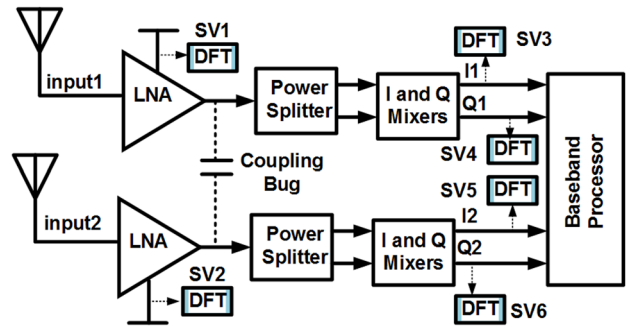 SV1
DFT
input1
LNA
Power
Splitter
I and Q
Mixers
DFT
SV3
I1
Q1
SV4
DFT
Coupling
Bug
Baseband
Processor
input2
LNA
SV2
DFT
Power
Splitter
I and Q
Mixers
SV5
DFT
I2
Q2
DFT
SV6